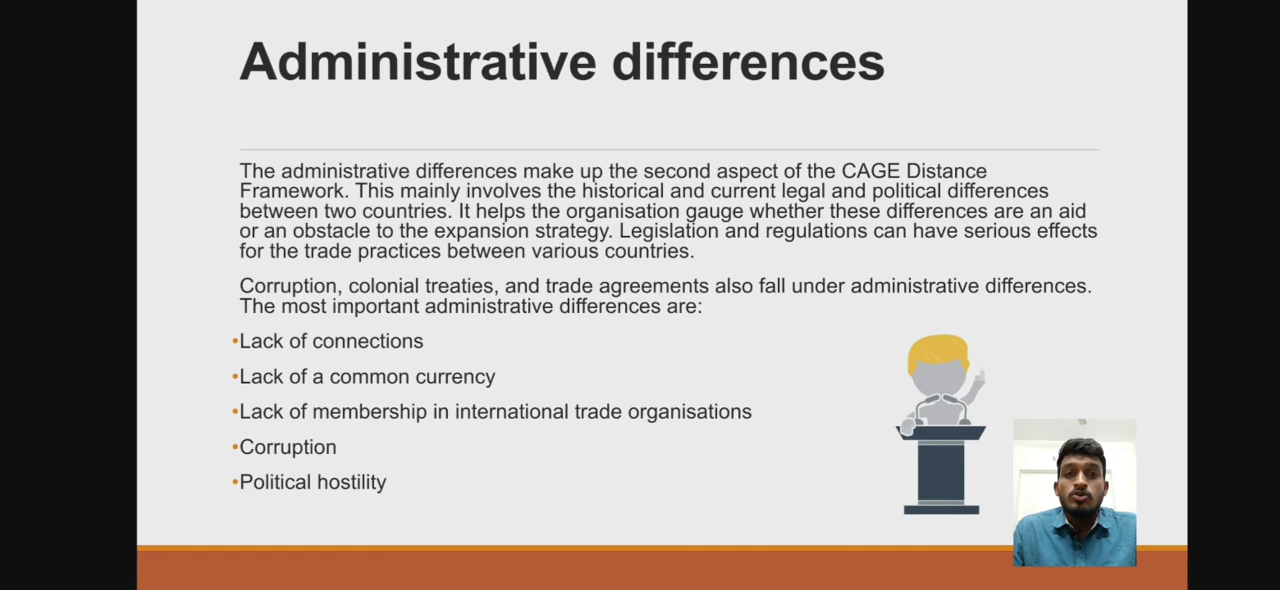 Administrative differences
The administrative differences make up the second aspect of the CAGE Distance
Framework. This mainly involves the historical and current legal and political differences
between two countries. It helps the organisation gauge whether these differences are an aid
or an obstacle to the expansion strategy. Legislation and regulations can have serious effects
for the trade practices between various countries.
Corruption, colonial treaties, and trade agreements also fall under administrative differences.
The most important administrative differences are:
•Lack of connections
•Lack of a common currency
•Lack of membership in international trade organisations
•Corruption
•Political hostility